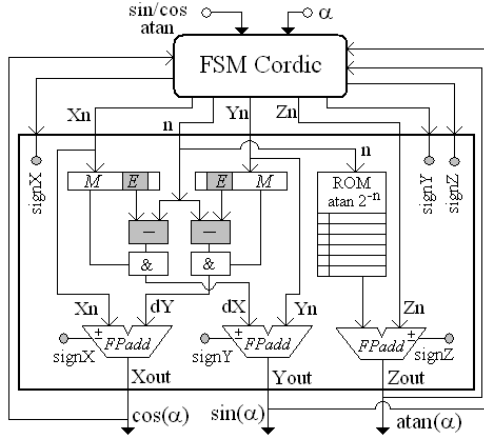 sin/cos
atan
α
FSM Cordic
Xn
n
Yn
Zn
n
signX
signY
signZ
M
E
E
M
ROM
atan 2⁻ⁿ
–
–
&
&
Xn
dY
dX
Yn
Zn
signX
± FPadd
signY
± FPadd
FPadd ±
signZ
Xout
Yout
Zout
cos(α)
sin(α)
atan(α)